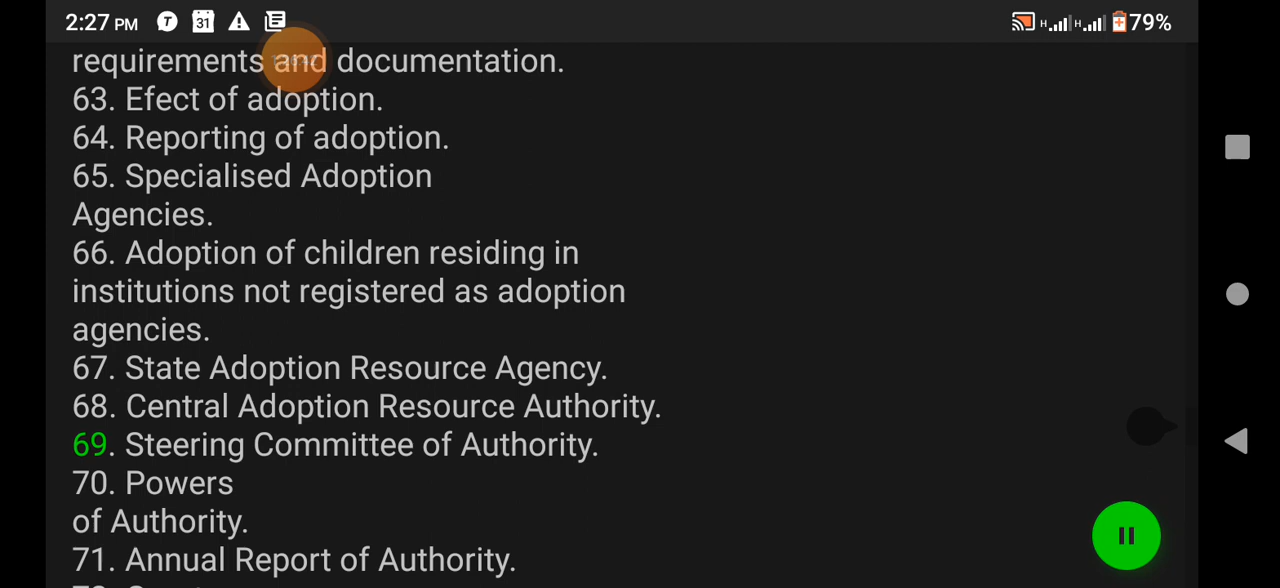 2:27 PM T 31 79%
requirements and documentation.
63. Efect of adoption.
64. Reporting of adoption.
65. Specialised Adoption
Agencies.
66. Adoption of children residing in
institutions not registered as adoption
agencies.
67. State Adoption Resource Agency.
68. Central Adoption Resource Authority.
69. Steering Committee of Authority.
70. Powers
of Authority.
71. Annual Report of Authority.